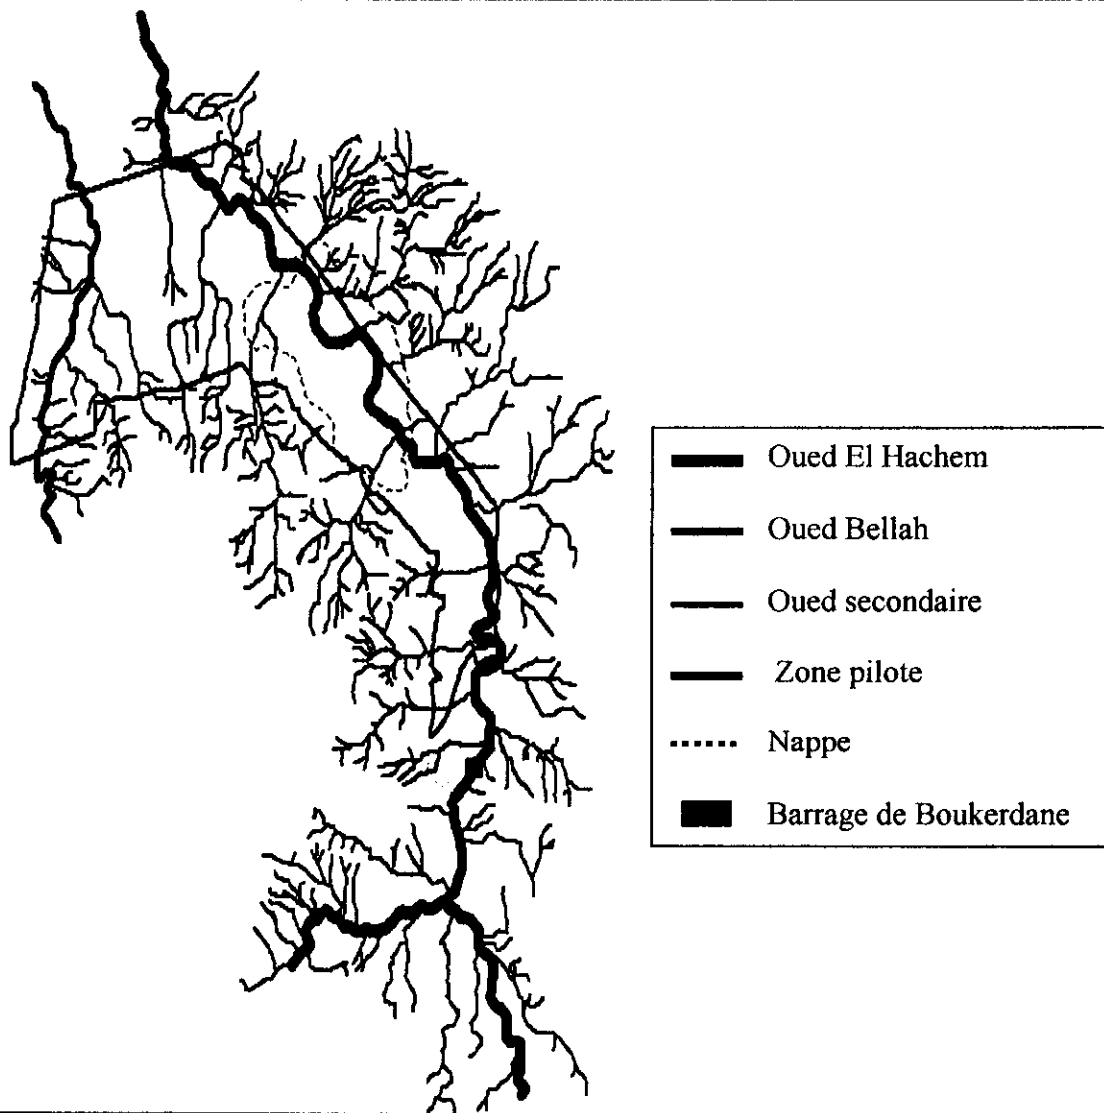 Oued El Hachem
Oued Bellah
Oued secondaire
Zone pilote
Nappe
Barrage de Boukerdane